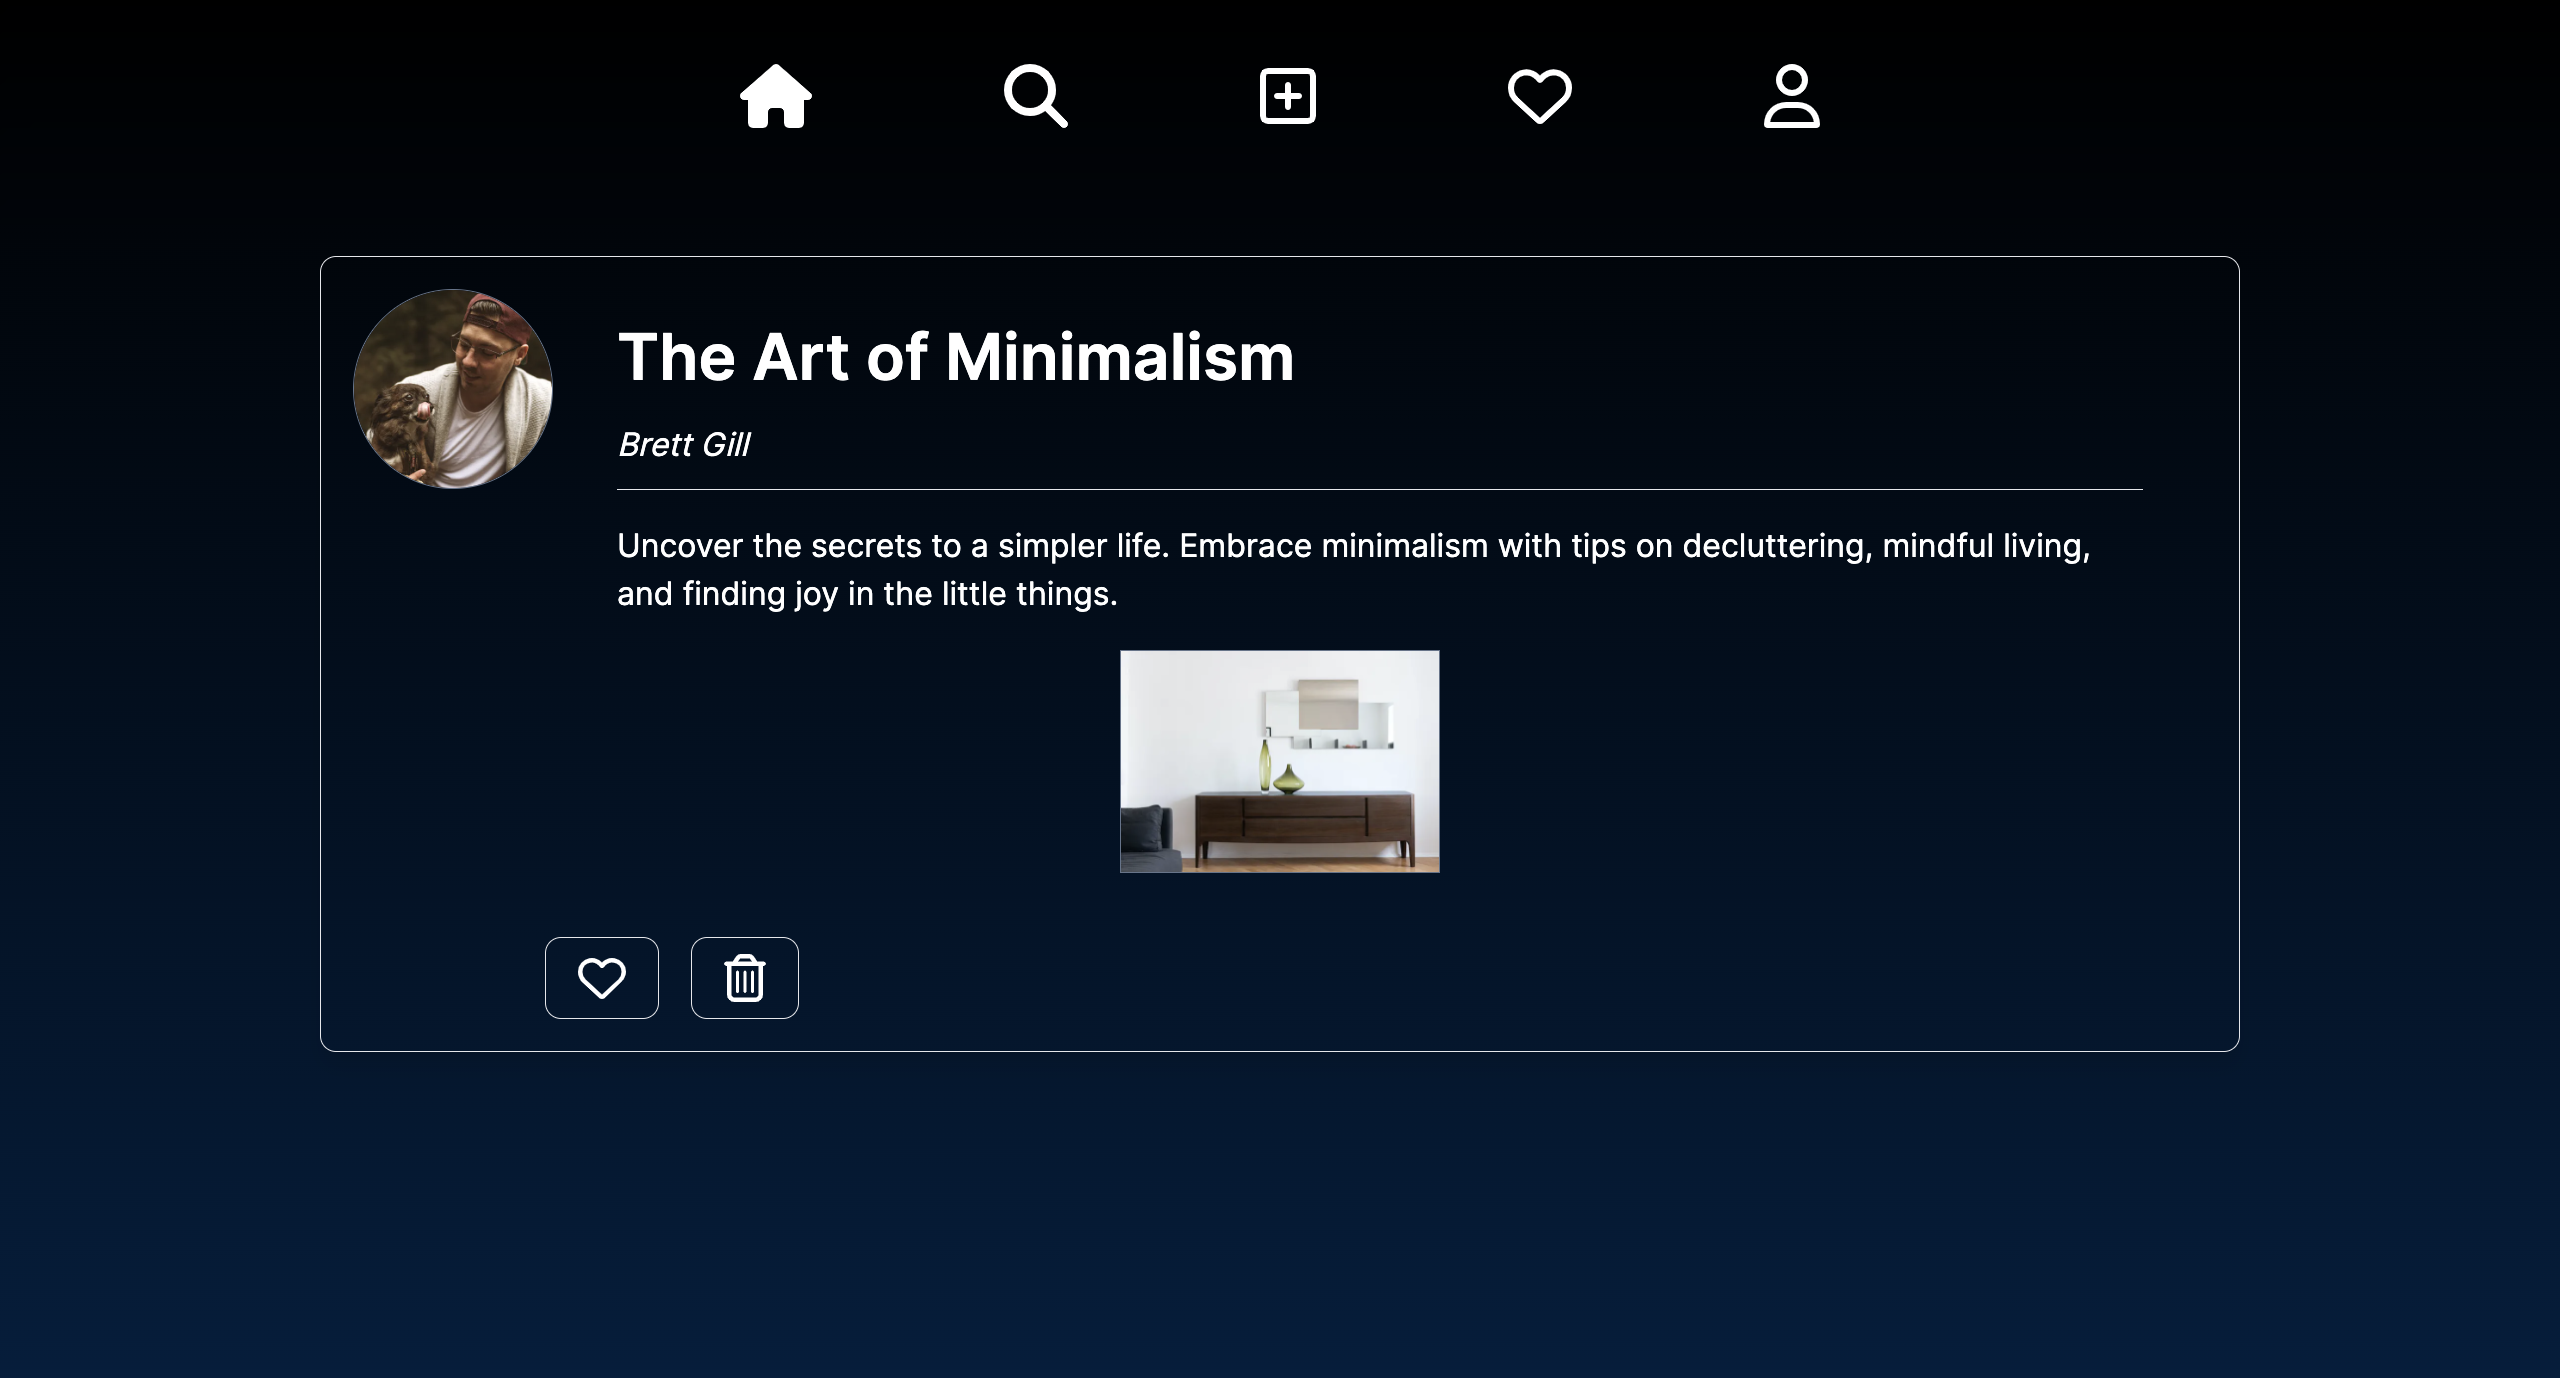 The Art of Minimalism
Brett Gill
Uncover the secrets to a simpler life. Embrace minimalism with tips on decluttering, mindful living,
and finding joy in the little things.